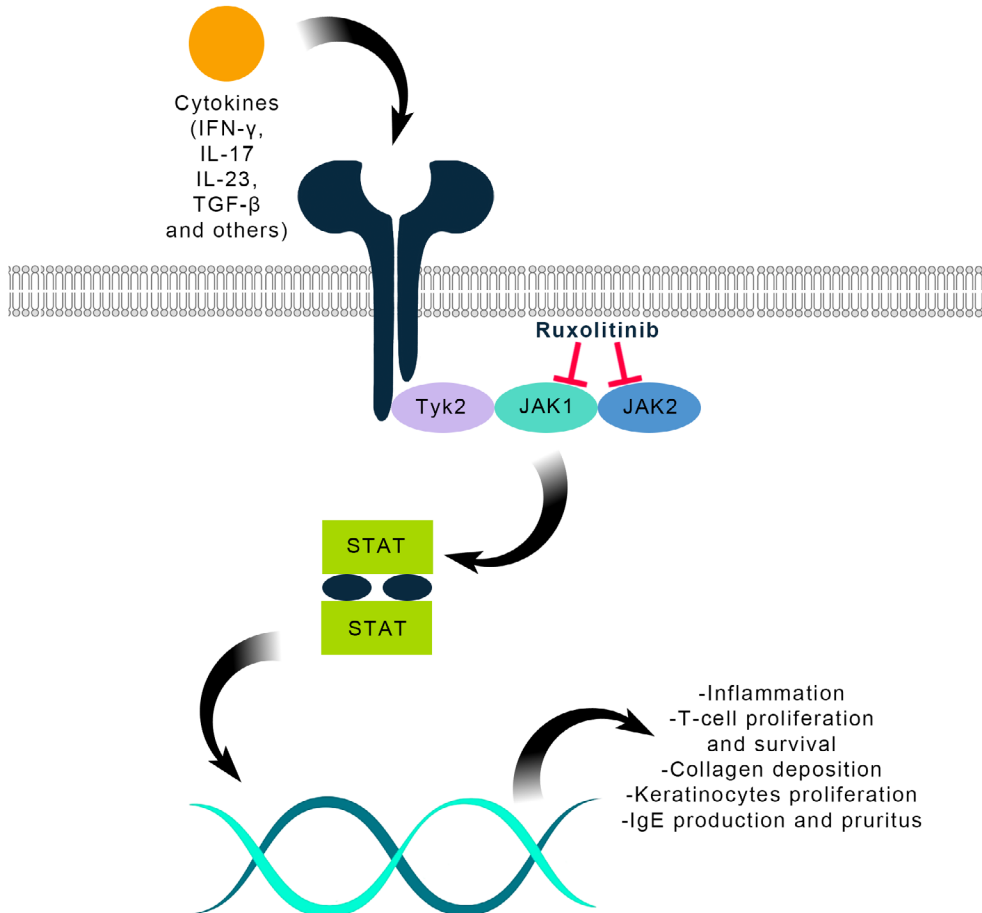 Cytokines
(IFN-γ,
IL-17
IL-23,
TGF-β
and others)
Ruxolitinib
Tyk2
JAK1
JAK2
STAT
STAT
-Inflammation
-T-cell proliferation
and survival
-Collagen deposition
-Keratinocytes proliferation
-IgE production and pruritus